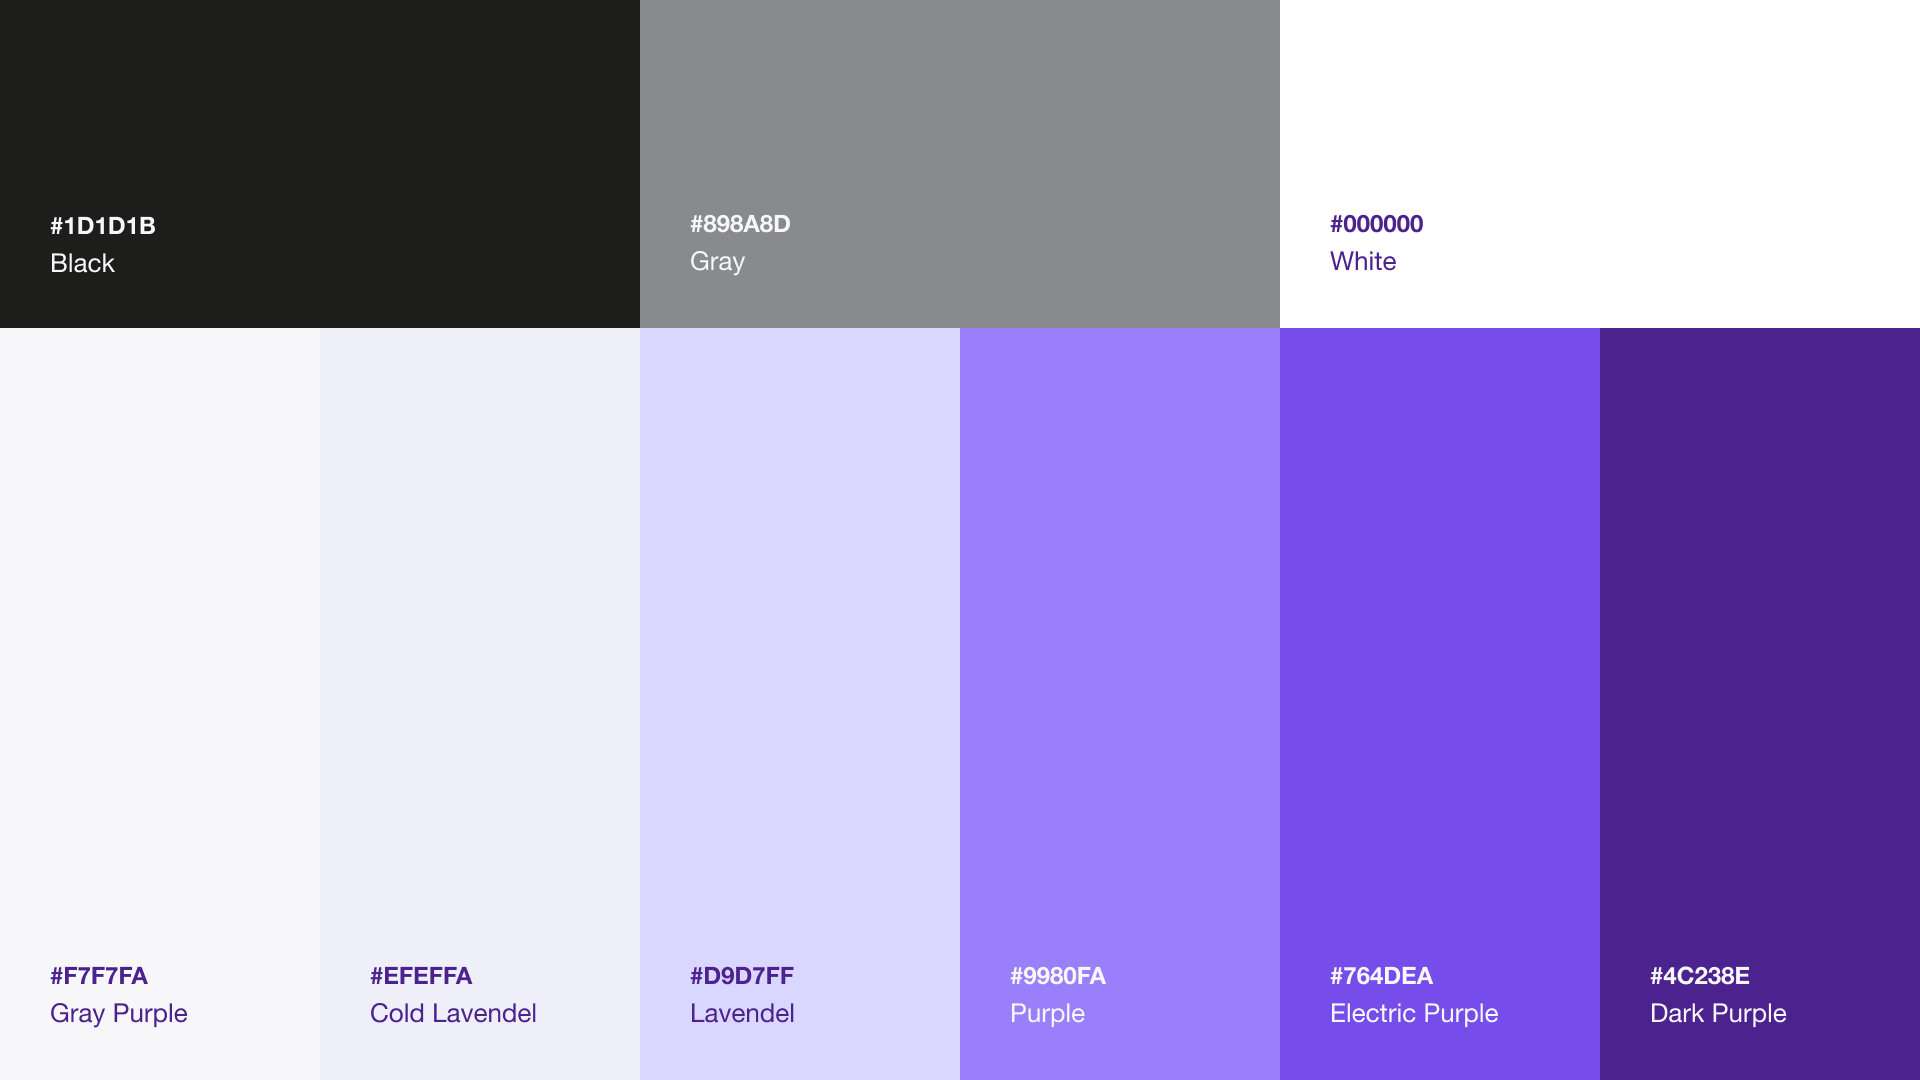 #1D1D1B
Black
#898A8D
Gray
#000000
White
#F7F7FA
Gray Purple
#EFEFFA
Cold Lavendel
#D9D7FF
Lavendel
#9980FA
Purple
#764DEA
Electric Purple
#4C238E
Dark Purple